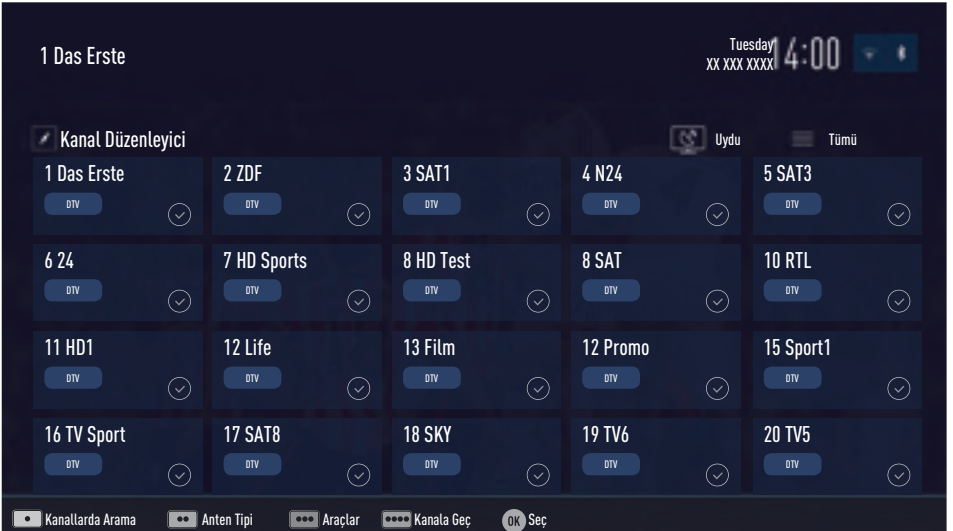 1 Das Erste
Tuesday
XX XXX XXXX 14:00
Kanal Düzenleyici Uydu Tümü
1 Das Erste 2 ZDF 3 SAT1 4 N24 5 SAT3
DTV DTV DTV DTV DTV
6 24 7 HD Sports 8 HD Test 8 SAT 10 RTL
DTV DTV DTV DTV DTV
11 HD1 12 Life 13 Film 12 Promo 15 Sport1
DTV DTV DTV DTV DTV
16 TV Sport 17 SAT8 18 SKY 19 TV6 20 TV5
DTV DTV DTV DTV DTV
Kanallarda Arama Anten Tipi Araçlar Kanala Geç OK Seç